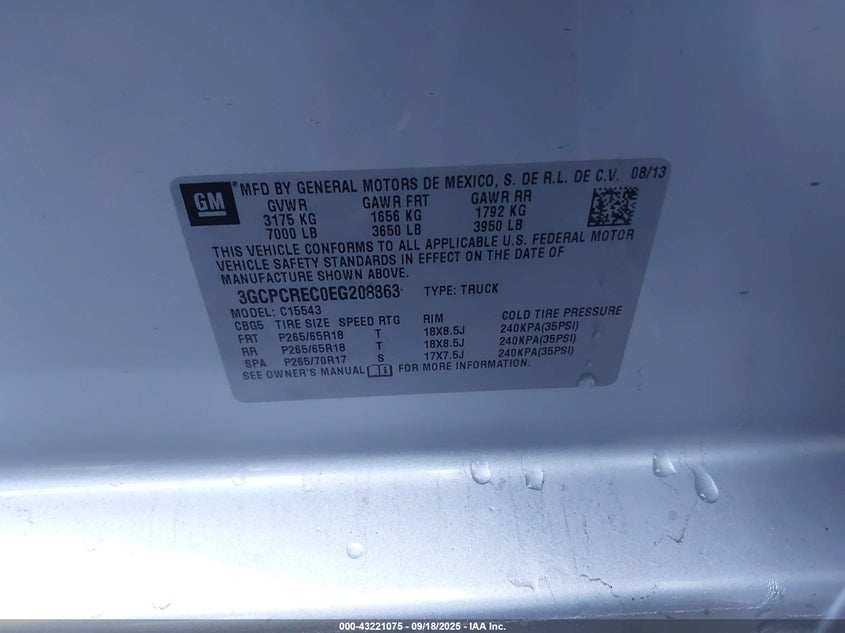 GM ® MFD BY GENERAL MOTORS DE MEXICO, S. DE R.L. DE C.V. 08/13
GVWR GAWR FRT GAWR RR
3175 KG 1656 KG 1792 KG
7000 LB 3650 LB 3950 LB
THIS VEHICLE CONFORMS TO ALL APPLICABLE U.S. FEDERAL MOTOR
VEHICLE SAFETY STANDARDS IN EFFECT ON THE DATE OF
MANUFACTURE SHOWN ABOVE.
3GCPCREC0EG208363 TYPE: TRUCK
MODEL: C15543
CBG5 TIRE SIZE SPEED RTG RIM COLD TIRE PRESSURE
FRT P265/65R18 T 18X8.5J 240KPA(35PSI)
RR P265/65R18 T 18X8.5J 240KPA(35PSI)
SPA P265/70R17 S 17X7.5J 240KPA(35PSI)
SEE OWNER'S MANUAL FOR MORE INFORMATION.
000-43221075 - 09/18/2025 - IAA Inc.